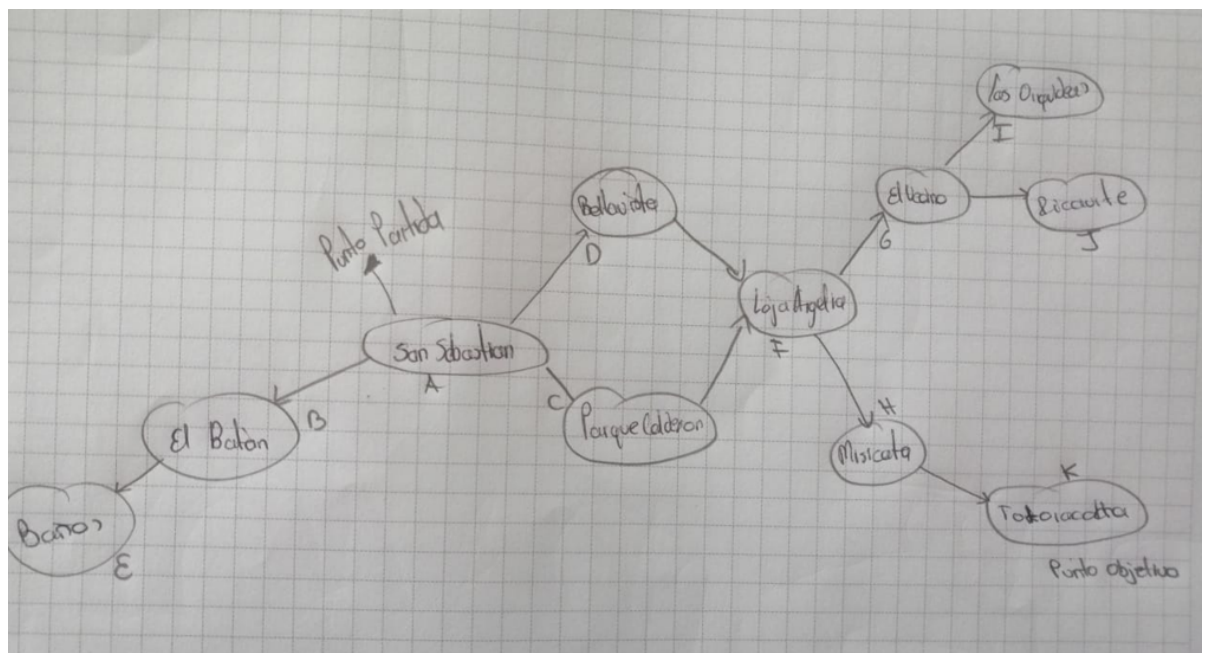 Las Orquideas
I
El Vecino
G
Ricaurte
J
Bellavista
D
Punto Partida
Loja Argelia
F
San Sebastian
A
C
Parque Calderon
El Batán
B
H
Misicata
Baños
E
K
Totoracocha
Punto Objetivo